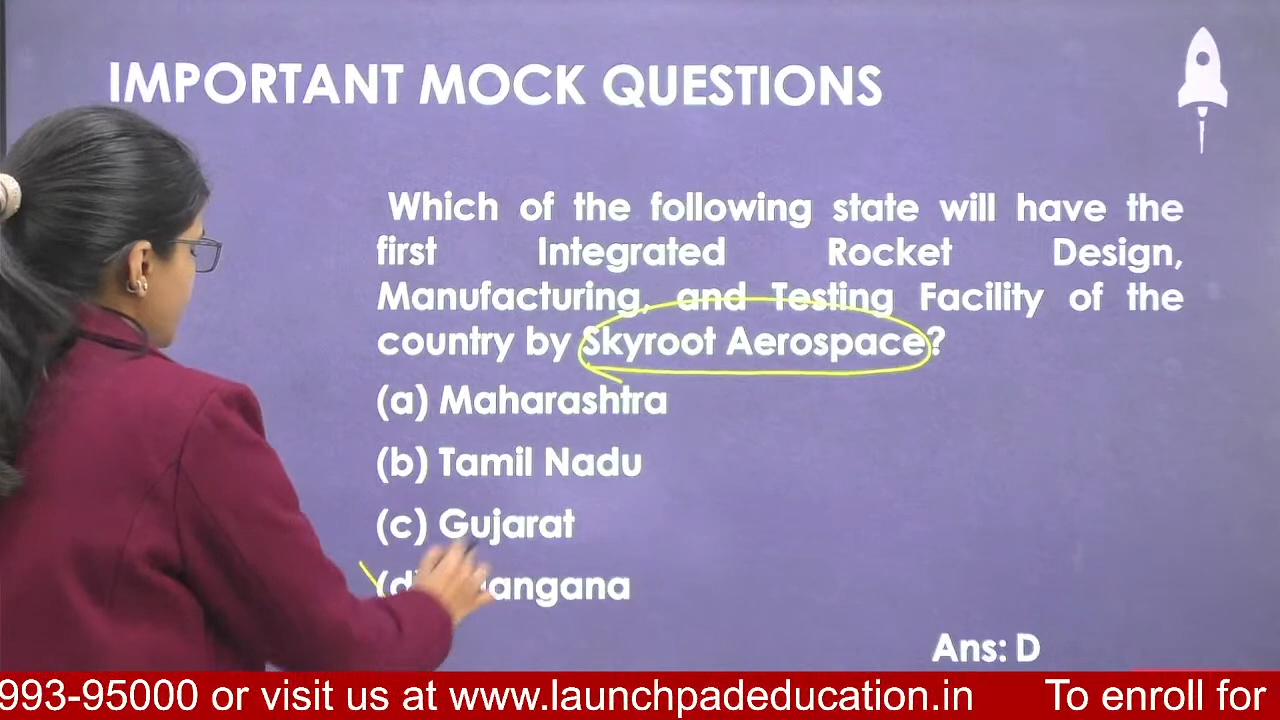 IMPORTANT MOCK QUESTIONS
Which of the following state will have the
first Integrated Rocket Design,
Manufacturing, and Testing Facility of the
country by Skyroot Aerospace?
(a) Maharashtra
(b) Tamil Nadu
(c) Gujarat
(d) angana
Ans: D
993-95000 or visit us at www.launchpadeducation.in To enroll for